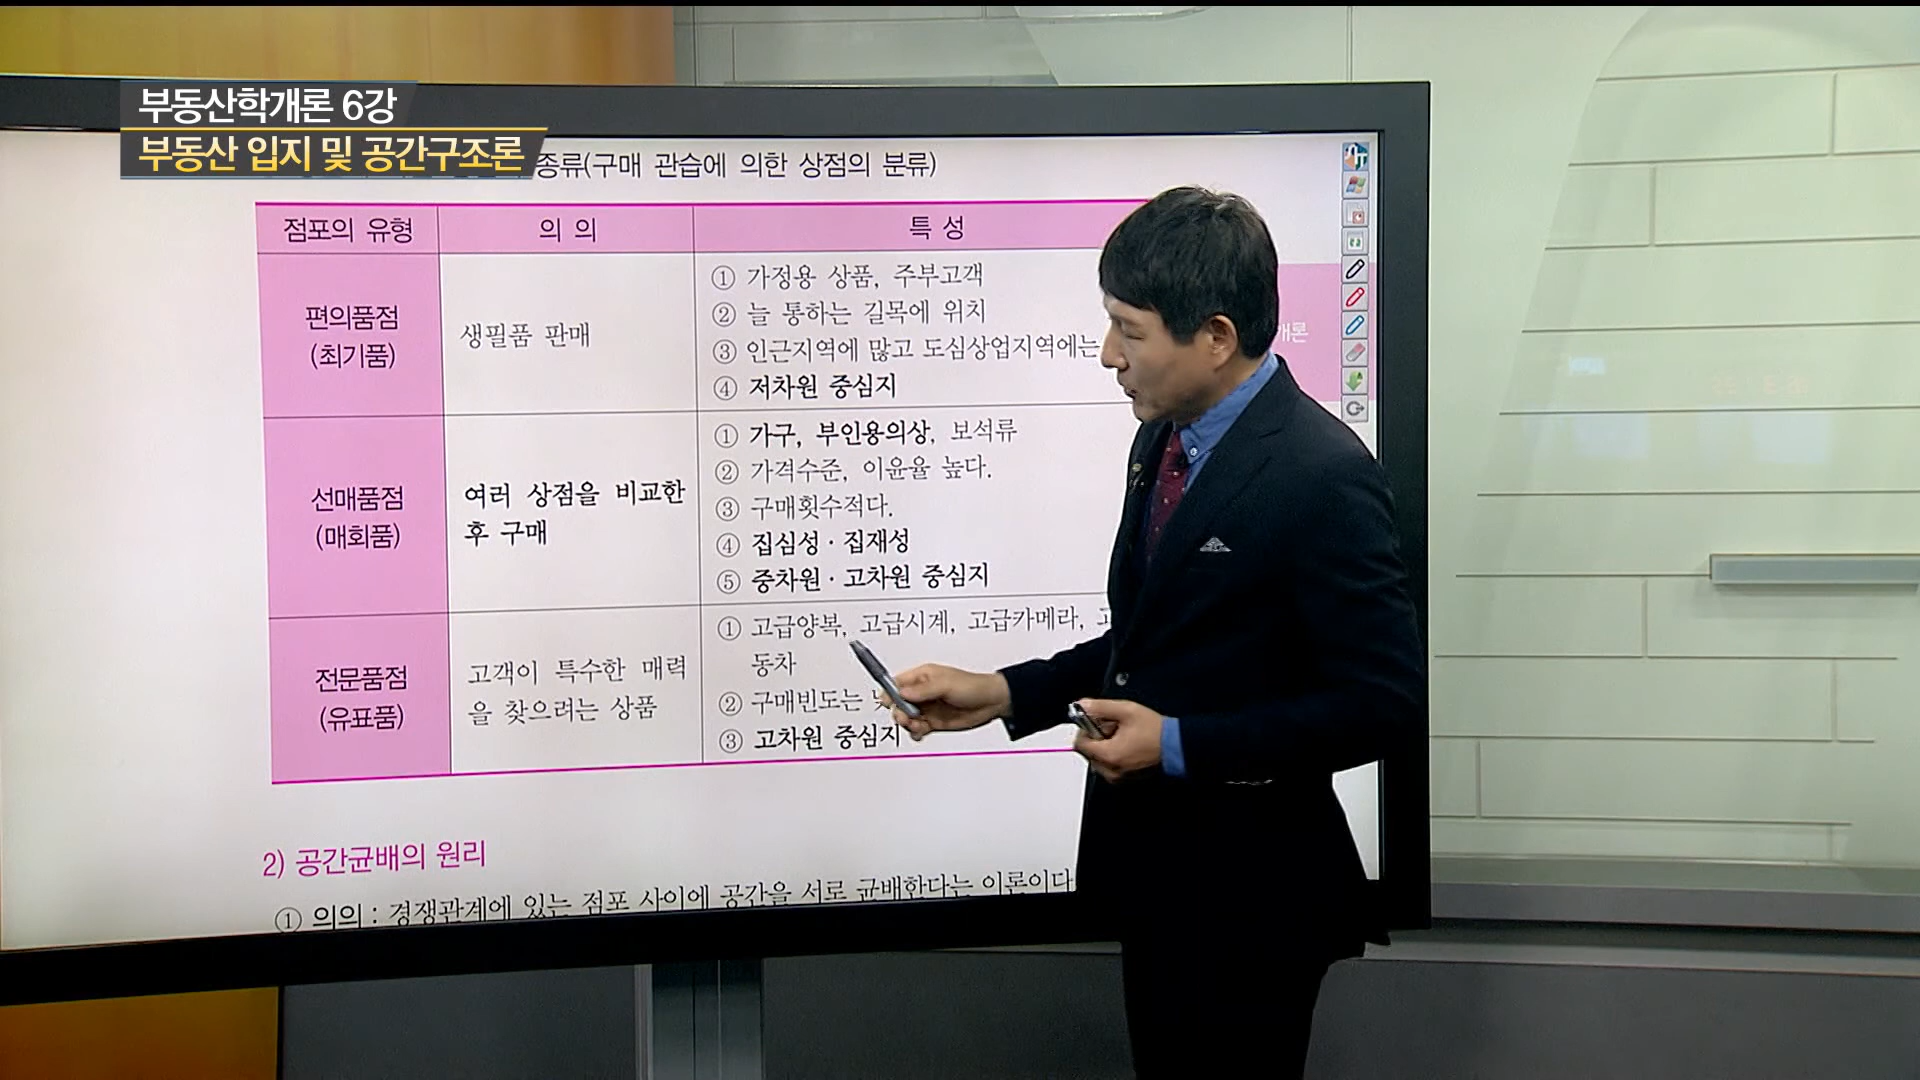 부동산학개론 6강
부동산 입지 및 공간구조론
종류(구매 관습에 의한 상점의 분류)
점포의 유형
의 의
특 성
편의품점
(최기품)
생필품 판매
① 가정용 상품, 주부고객
② 늘 통하는 길목에 위치
③ 인근지역에 많고 도심상업지역에는
④ 저차원 중심지
선매품점
(매회품)
여러 상점을 비교한
후 구매
① 가구, 부인용의상, 보석류
② 가격수준, 이윤율 높다.
③ 구매횟수적다.
④ 집심성·집재성
⑤ 중차원·고차원 중심지
전문품점
(유표품)
고객이 특수한 매력
을 찾으려는 상품
① 고급양복, 고급시계, 고급카메라, 고
동차
② 구매빈도는
③ 고차원 중심지
개론
2) 공간균배의 원리
① 의의 : 경쟁관계에 있는 점포 사이에 공간을 서로 균배한다는 이론이다